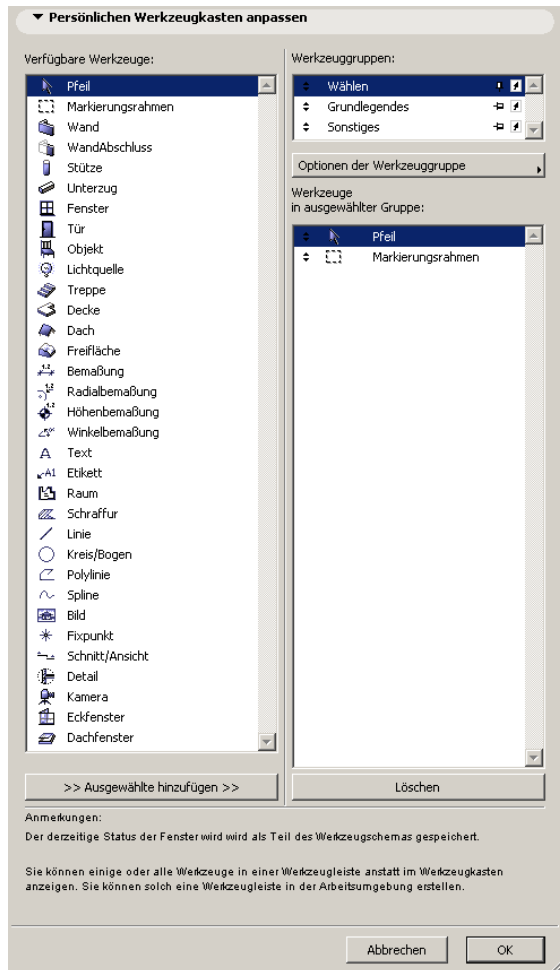 Persönlichen Werkzeugkasten anpassen
Verfügbare Werkzeuge:
Pfeil
Markierungsrahmen
Wand
WandAbschluss
Stütze
Unterzug
Fenster
Tür
Objekt
Lichtquelle
Treppe
Decke
Dach
Freifläche
Bemaßung
Radialbemaßung
Höhenbemaßung
Winkelbemaßung
Text
Etikett
Raum
Schraffur
Linie
Kreis/Bogen
Polylinie
Spline
Bild
Fixpunkt
Schnitt/Ansicht
Detail
Kamera
Eckfenster
Dachfenster
>> Ausgewählte hinzufügen >>
Werkzeuggruppen:
Wählen
Grundlegendes
Sonstiges
Optionen der Werkzeuggruppe
Werkzeuge
in ausgewählter Gruppe:
Pfeil
Markierungsrahmen
Löschen
Anmerkungen:
Der derzeitige Status der Fenster wird wird als Teil des Werkzeugschemas gespeichert.
Sie können einige oder alle Werkzeuge in einer Werkzeugleiste anstatt im Werkzeugkasten
anzeigen. Sie können solch eine Werkzeugleiste in der Arbeitsumgebung erstellen.
Abbrechen
OK